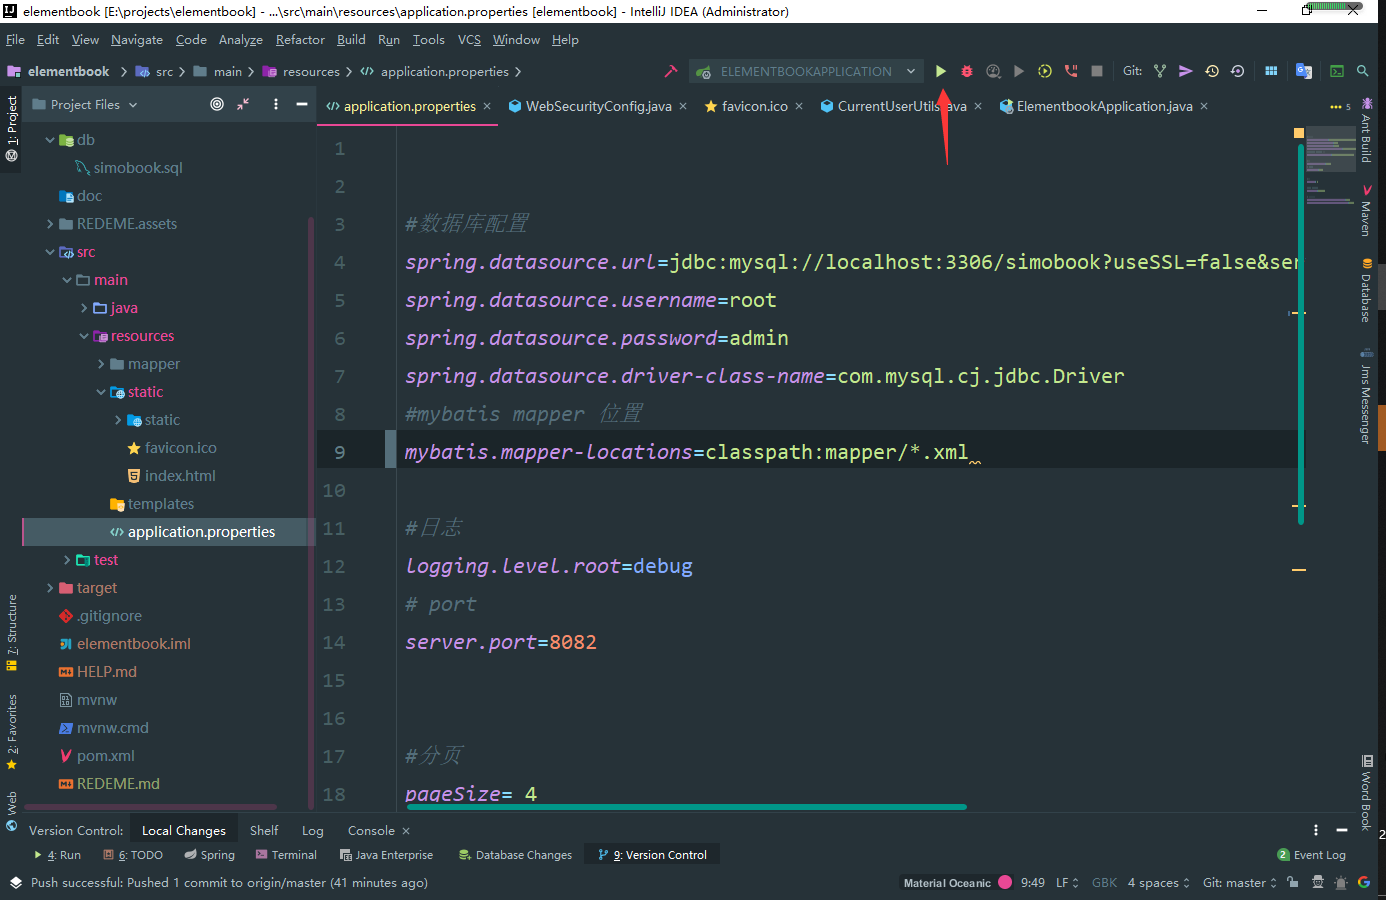 elementbook [E:\projects\elementbook] - ...\src\main\resources\application.properties [elementbook] - IntelliJ IDEA (Administrator)
File Edit View Navigate Code Analyze Refactor Build Run Tools VCS Window Help
elementbook src main resources application.properties ELEMENTBOOKAPPLICATION Git:
1: Project
Project Files
application.properties WebSecurityConfig.java favicon.ico CurrentUserUtils.java ElementbookApplication.java 5
db
simobook.sql
doc
REDEME.assets
src
main
java
resources
mapper
static
static
favicon.ico
index.html
templates
application.properties
test
target
.gitignore
elementbook.iml
HELP.md
mvnw
mvnw.cmd
pom.xml
REDEME.md
1
2
3 #数据库配置
4 spring.datasource.url=jdbc:mysql://localhost:3306/simobook?useSSL=false&ser
5 spring.datasource.username=root
6 spring.datasource.password=admin
7 spring.datasource.driver-class-name=com.mysql.cj.jdbc.Driver
8 #mybatis mapper 位置
9 mybatis.mapper-locations=classpath:mapper/*.xml
10
11 #日志
12 logging.level.root=debug
13 # port
14 server.port=8082
15
16
17 #分页
18 pageSize= 4
Ant Build
Maven
Database
Jms Messenger
Word Book
7: Structure
2: Favorites
Web
Version Control: Local Changes Shelf Log Console
4: Run 6: TODO Spring Terminal Java Enterprise Database Changes 9: Version Control 2 Event Log
Push successful: Pushed 1 commit to origin/master (41 minutes ago) Material Oceanic 9:49 LF GBK 4 spaces Git: master
2